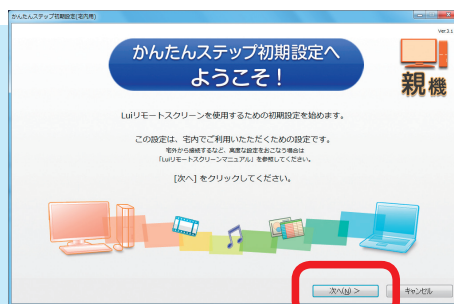 かんたんステップ初期設定(宅内用)
Ver.3.1
かんたんステップ初期設定へ
ようこそ！
親機
Luiリモートスクリーンを使用するための初期設定を始めます。
この設定は、宅内でご利用いただくための設定です。
宅外から接続するなど、高度な設定をおこなう場合は
「Luiリモートスクリーンマニュアル」を参照してください。
[次へ] をクリックしてください。
次へ(N) >
キャンセル